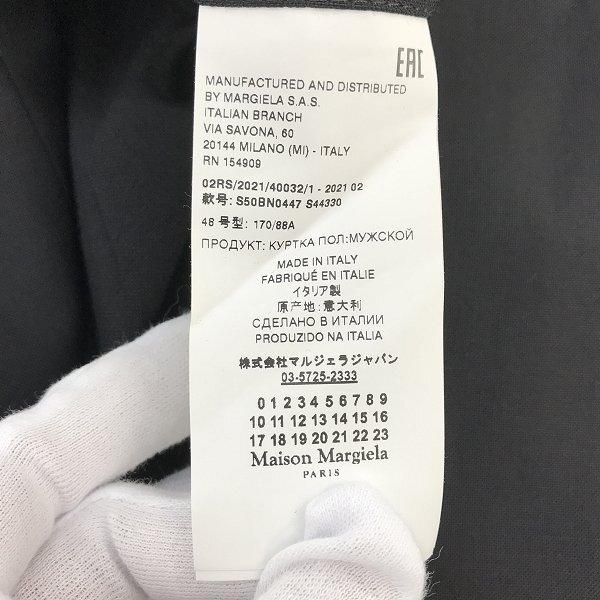 EAC
MANUFACTURED AND DISTRIBUTED
BY MARGIELA S.A.S.
ITALIAN BRANCH
VIA SAVONA, 60
20144 MILANO (MI) - ITALY
RN 154909
02RS/2021/40032/1 - 2021 02
款号: S50BN0447 S44330
48 号型: 170/88A
ПРОДУКТ: КУРТКА ПОЛ:МУЖСКОЙ
MADE IN ITALY
FABRIQUÉ EN ITALIE
イタリア製
原产地: 意大利
СДЕЛАНО В ИТАЛИИ
PRODUZIDO NA ITALIA
株式会社マルジェラジャパン
03-5725-2333
0 1 2 3 4 5 6 7 8 9
10 11 12 13 14 15 16
17 18 19 20 21 22 23
Maison Margiela
PARIS